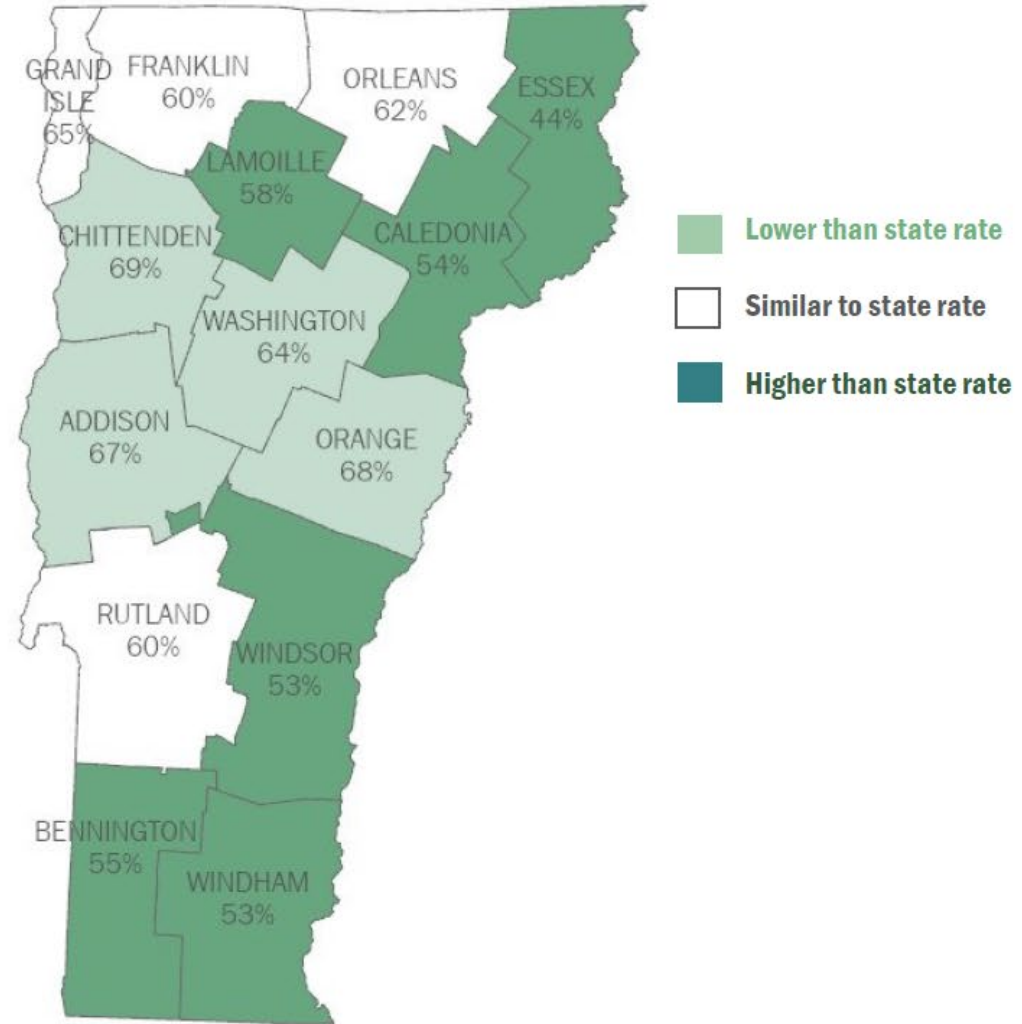 GRAND
ISLE
65%
FRANKLIN
60%
ORLEANS
62%
ESSEX
44%
LAMOILLE
58%
CHITTENDEN
69%
CALEDONIA
54%
WASHINGTON
64%
ADDISON
67%
ORANGE
68%
RUTLAND
60%
WINDSOR
53%
BENNINGTON
55%
WINDHAM
53%
Lower than state rate
Similar to state rate
Higher than state rate